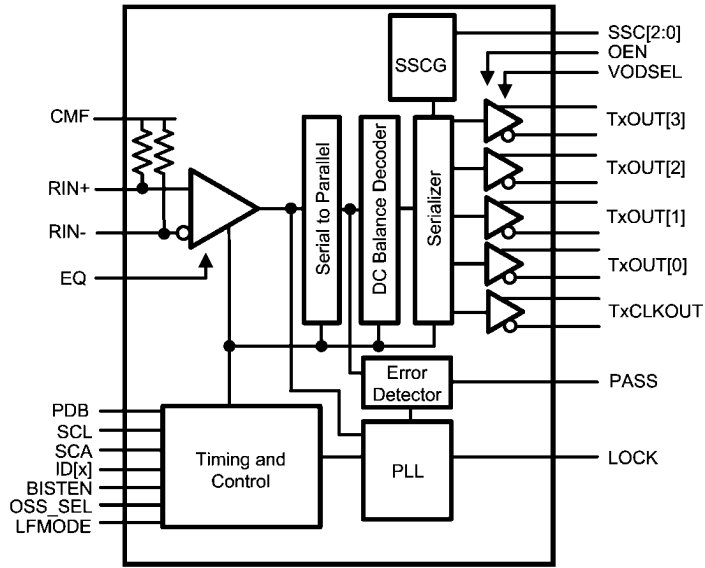 SSC[2:0]
OEN
VODSEL
SSCG
CMF
TxOUT[3]
TxOUT[2]
RIN+
TxOUT[1]
RIN-
TxOUT[0]
EQ
TxCLKOUT
Serial to Parallel
DC Balance Decoder
Serializer
Error
Detector
PASS
PDB
SCL
SCA
ID[x]
BISTEN
OSS_SEL
LFMODE
Timing and
Control
PLL
LOCK